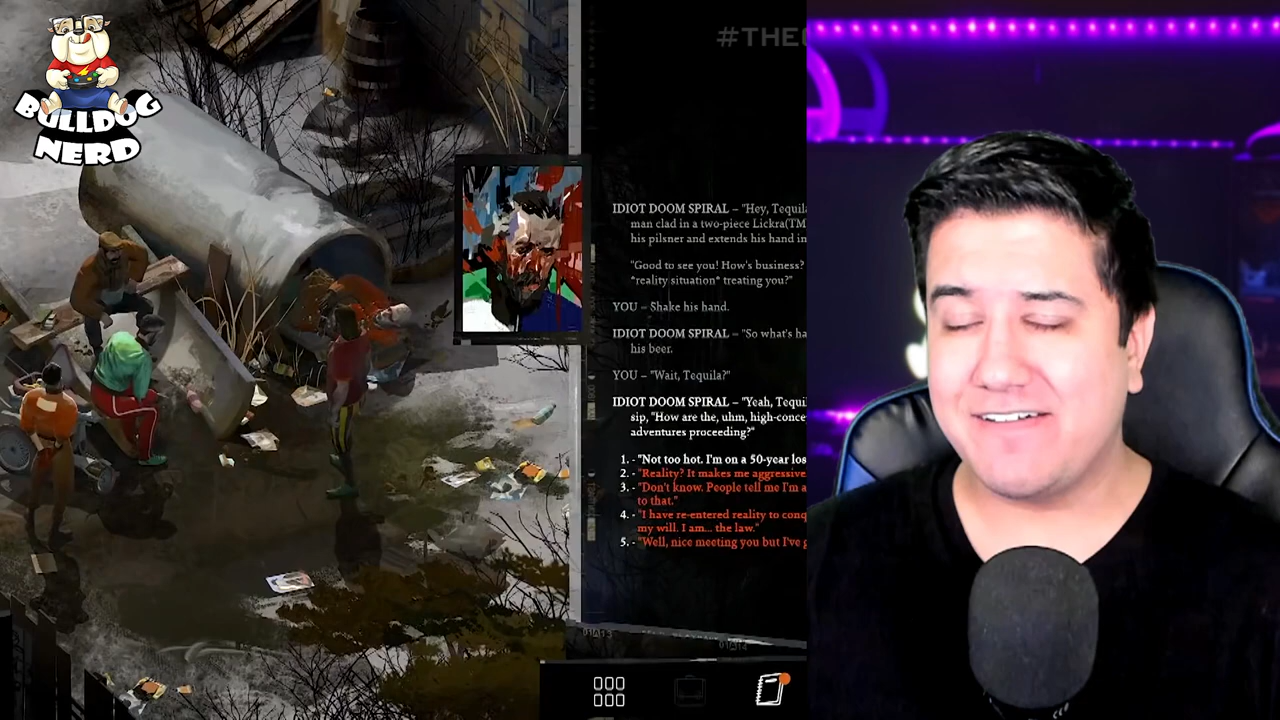 BULLDOG
NERD
#THE
IDIOT DOOM SPIRAL – "Hey, Tequila
man clad in a two-piece Lickra(TM
his pilsner and extends his hand in
"Good to see you! How's business?
*reality situation* treating you?"
YOU – Shake his hand.
IDIOT DOOM SPIRAL – "So what's ha
his beer.
YOU – "Wait, Tequila?"
IDIOT DOOM SPIRAL – "Yeah, Tequi
sip, "How are the, uhm, high-conce
adventures proceeding?"
1. - "Not too hot. I'm on a 50-year los
2. - "Reality? It makes me aggressive
3. - "Don't know. People tell me I'm a
to that."
4. - "I have re-entered reality to conq
my will. I am... the law."
5. - "Well, nice meeting you but I've g